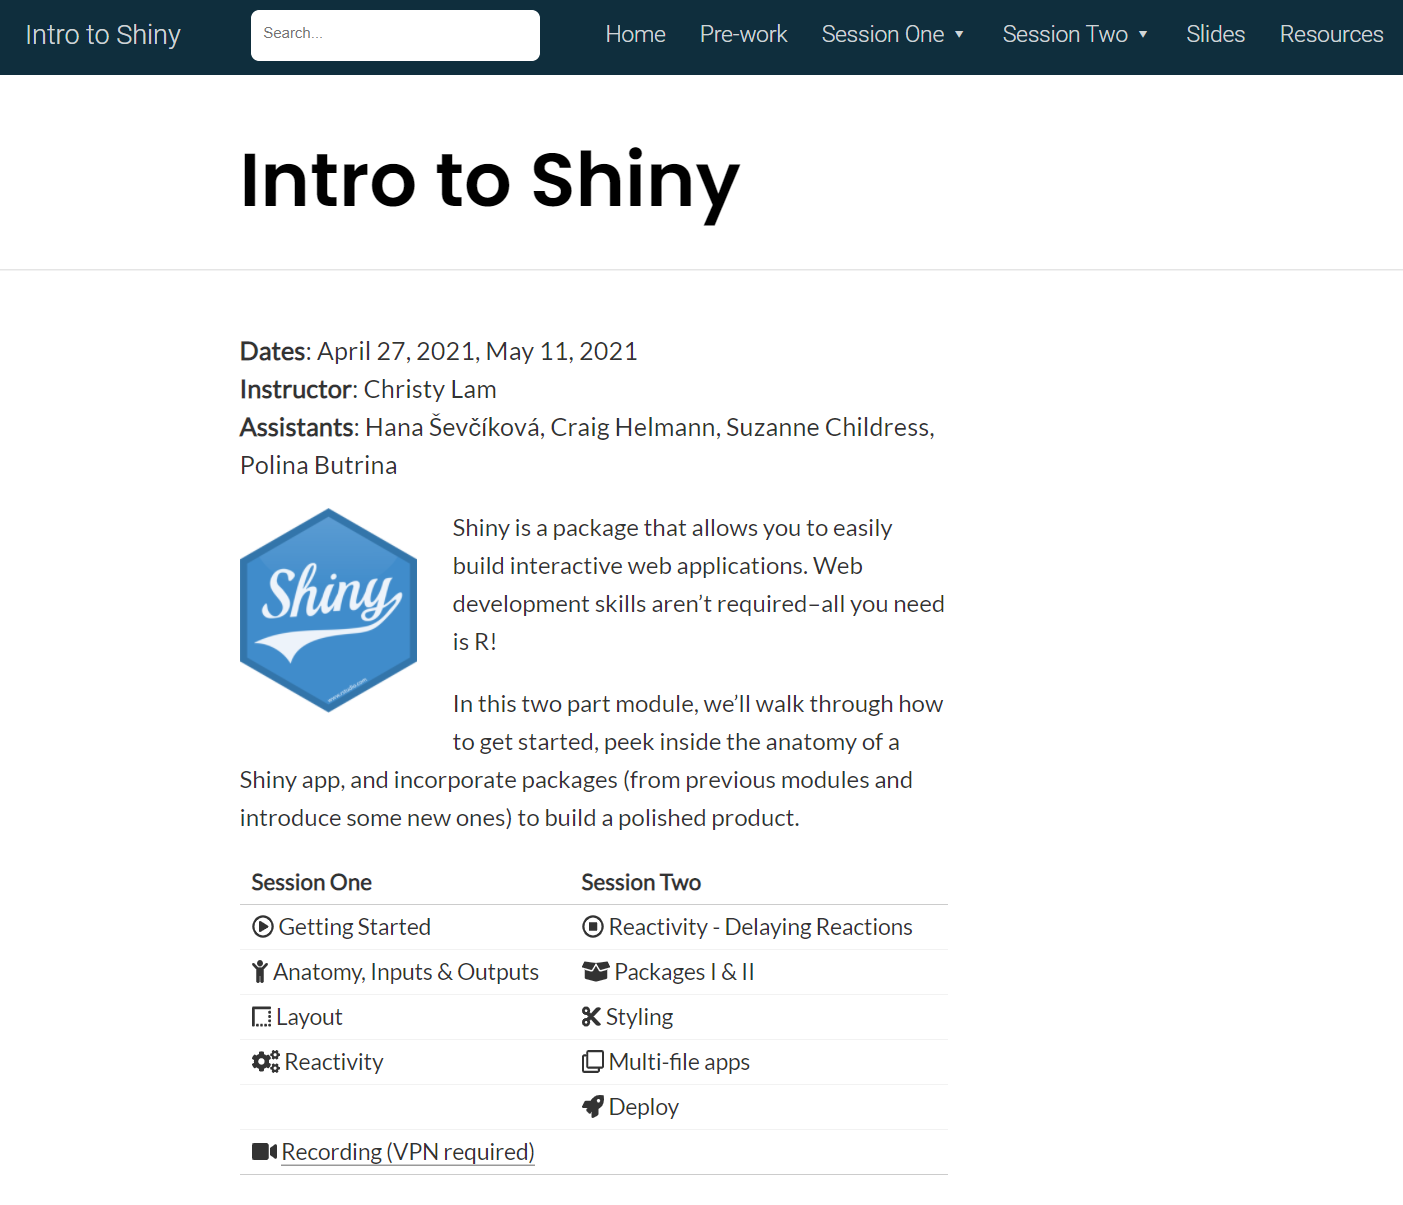 Intro to Shiny
Search...
Home
Pre-work
Session One ▼
Session Two ▼
Slides
Resources
Intro to Shiny
Dates: April 27, 2021, May 11, 2021
Instructor: Christy Lam
Assistants: Hana Ševčíková, Craig Helmann, Suzanne Childress,
Polina Butrina
Shiny
www.rstudio.com
Shiny is a package that allows you to easily
build interactive web applications. Web
development skills aren’t required–all you need
is R!
In this two part module, we’ll walk through how
to get started, peek inside the anatomy of a
Shiny app, and incorporate packages (from previous modules and
introduce some new ones) to build a polished product.
Session One
Session Two
Getting Started
Reactivity - Delaying Reactions
Anatomy, Inputs & Outputs
Packages I & II
Layout
Styling
Reactivity
Multi-file apps
Deploy
Recording (VPN required)